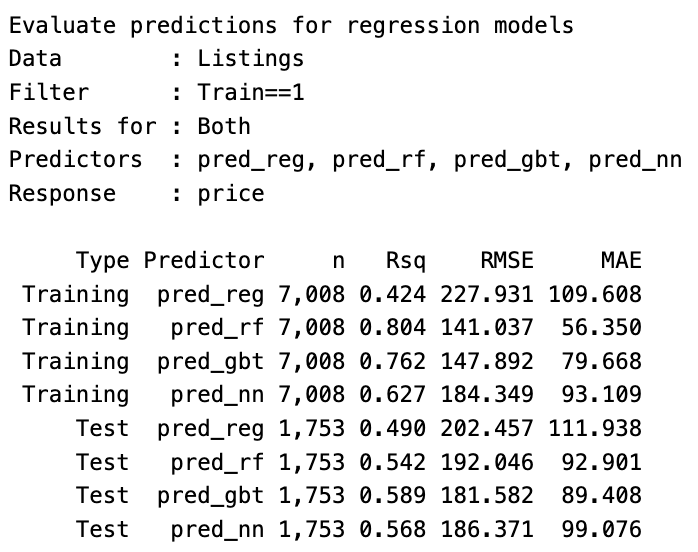 Evaluate predictions for regression models
Data        : Listings
Filter      : Train==1
Results for : Both
Predictors  : pred_reg, pred_rf, pred_gbt, pred_nn
Response    : price

     Type Predictor     n   Rsq    RMSE     MAE
 Training  pred_reg 7,008 0.424 227.931 109.608
 Training   pred_rf 7,008 0.804 141.037  56.350
 Training  pred_gbt 7,008 0.762 147.892  79.668
 Training   pred_nn 7,008 0.627 184.349  93.109
     Test  pred_reg 1,753 0.490 202.457 111.938
     Test   pred_rf 1,753 0.542 192.046  92.901
     Test  pred_gbt 1,753 0.589 181.582  89.408
     Test   pred_nn 1,753 0.568 186.371  99.076